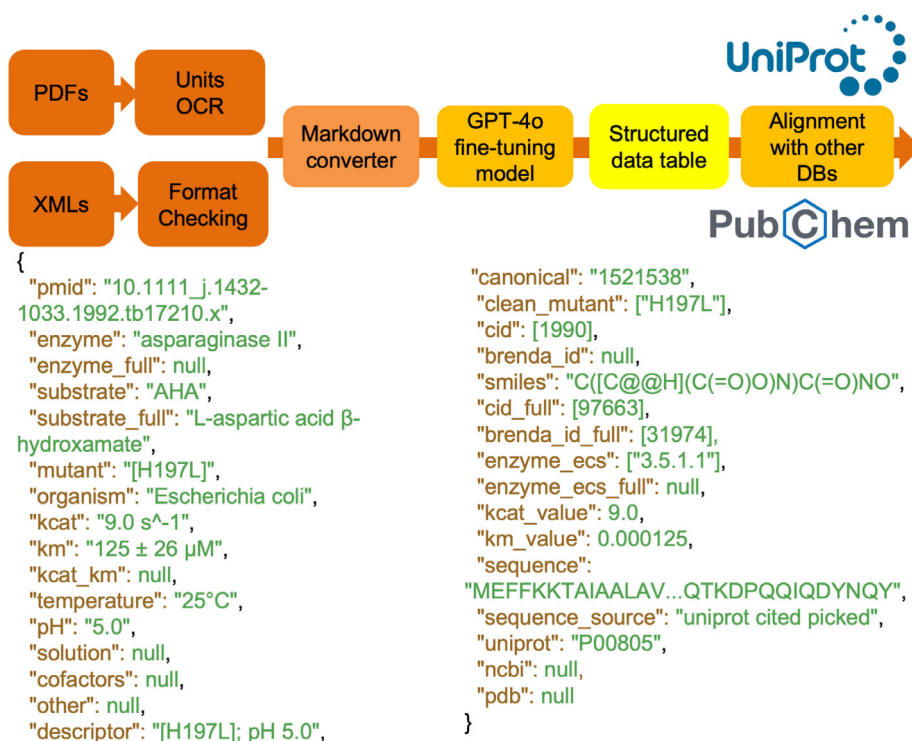 UniProt
PDFs
Units
OCR
Markdown
converter
GPT-4o
fine-tuning
model
Structured
data table
Alignment
with other
DBs
XMLs
Format
Checking
PubChem
{
"pmid": "10.1111_j.1432-
1033.1992.tb17210.x",
"enzyme": "asparaginase II",
"enzyme_full": null,
"substrate": "AHA",
"substrate_full": "L-aspartic acid β-
hydroxamate",
"mutant": "[H197L]",
"organism": "Escherichia coli",
"kcat": "9.0 s^-1",
"km": "125 ± 26 µM",
"kcat_km": null,
"temperature": "25°C",
"pH": "5.0",
"solution": null,
"cofactors": null,
"other": null,
"descriptor": "[H197L]; pH 5.0",
"canonical": "1521538",
"clean_mutant": ["H197L"],
"cid": [1990],
"brenda_id": null,
"smiles": "C([C@@H](C(=O)O)N)C(=O)NO",
"cid_full": [97663],
"brenda_id_full": [31974],
"enzyme_ecs": ["3.5.1.1"],
"enzyme_ecs_full": null,
"kcat_value": 9.0,
"km_value": 0.000125,
"sequence":
"MEFFKKTAIAALAV...QTKDPQQIQDYNQY",
"sequence_source": "uniprot cited picked",
"uniprot": "P00805",
"ncbi": null,
"pdb": null
}